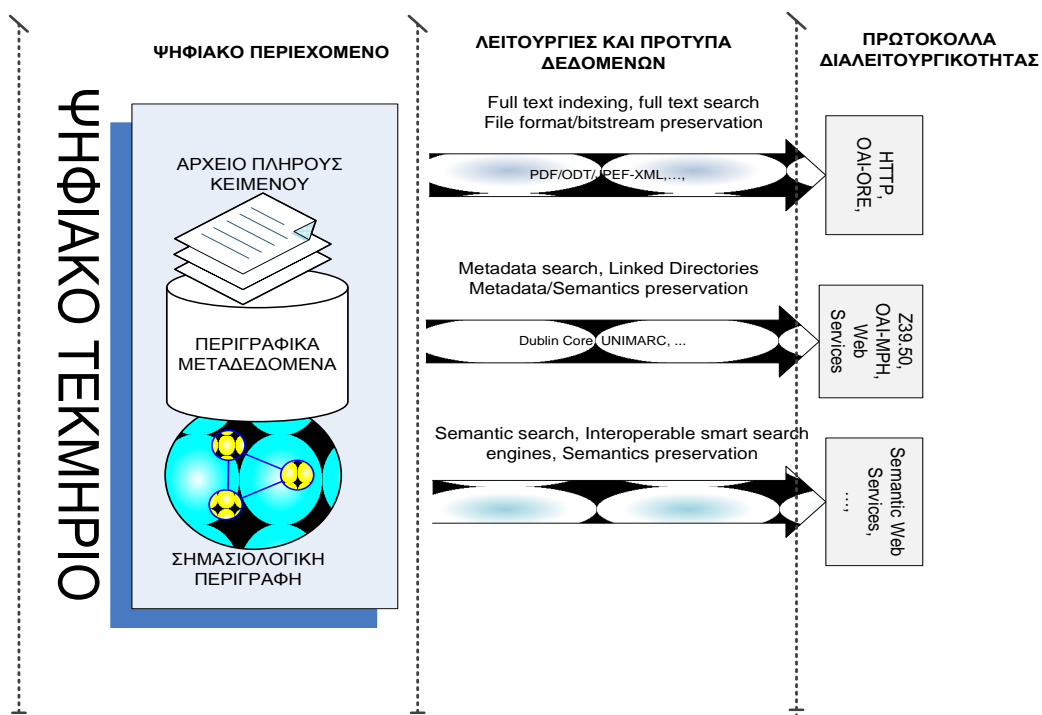 ΨΗΦΙΑΚΟ ΠΕΡΙΕΧΟΜΕΝΟ
ΛΕΙΤΟΥΡΓΙΕΣ ΚΑΙ ΠΡΟΤΥΠΑ
ΔΕΔΟΜΕΝΩΝ
ΠΡΩΤΟΚΟΛΛΑ
ΔΙΑΛΕΙΤΟΥΡΓΙΚΟΤΗΤΑΣ
ΨΗΦΙΑΚΟ ΤΕΚΜΗΡΙΟ
ΑΡΧΕΙΟ ΠΛΗΡΟΥΣ
ΚΕΙΜΕΝΟΥ
ΠΕΡΙΓΡΑΦΙΚΑ
ΜΕΤΑΔΕΔΟΜΕΝΑ
ΣΗΜΑΣΙΟΛΟΓΙΚΗ
ΠΕΡΙΓΡΑΦΗ
Full text indexing, full text search
File format/bitstream preservation
PDF/ODT/JPEF-XML,...,
HTTP,
OAI-ORE,
Metadata search, Linked Directories
Metadata/Semantics preservation
Dublin Core, UNIMARC, ...
Z39.50,
OAI-MPH,
Web
Services
Semantic search, Interoperable smart search
engines, Semantics preservation
Semantic Web
Services,
...,